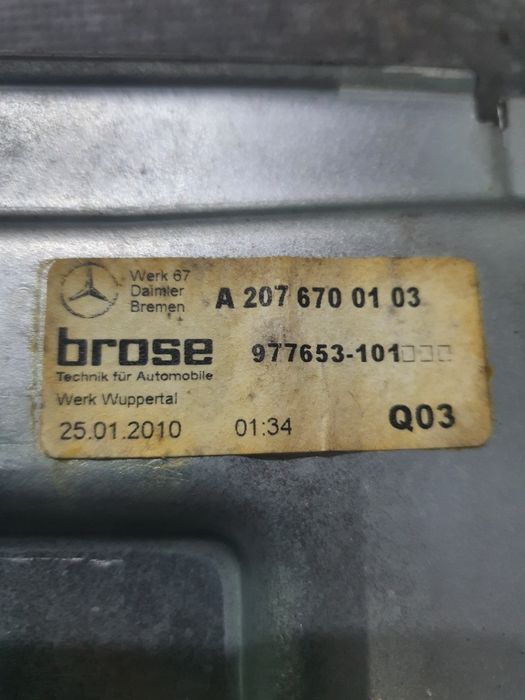 Werk 67
Daimler
Bremen
A 207 670 01 03
brose
977653-101□□□
Technik für Automobile
Werk Wuppertal
25.01.2010 01:34 Q03